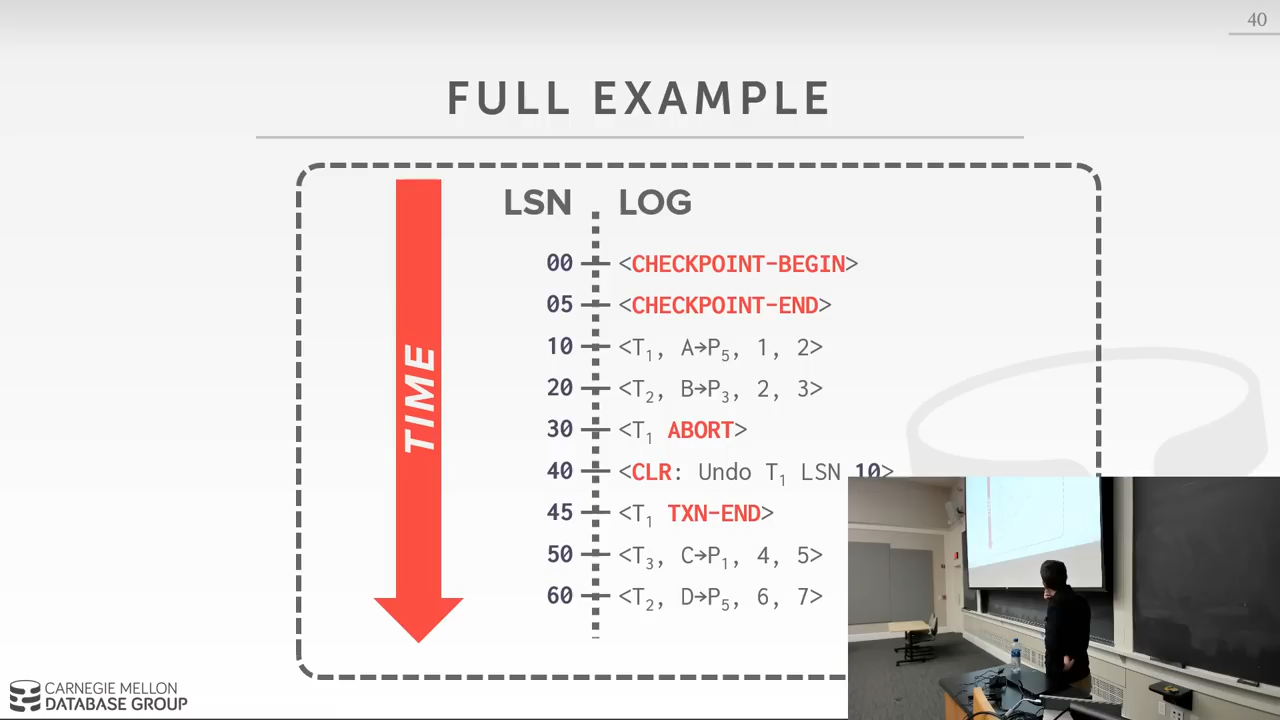 40
FULL EXAMPLE
LSN LOG
00 <CHECKPOINT-BEGIN>
05 <CHECKPOINT-END>
10 <T1, A→P5, 1, 2>
20 <T2, B→P3, 2, 3>
30 <T1 ABORT>
40 <CLR: Undo T1 LSN 10>
45 <T1 TXN-END>
50 <T3, C→P1, 4, 5>
60 <T2, D→P5, 6, 7>
TIME
CARNEGIE MELLON
DATABASE GROUP